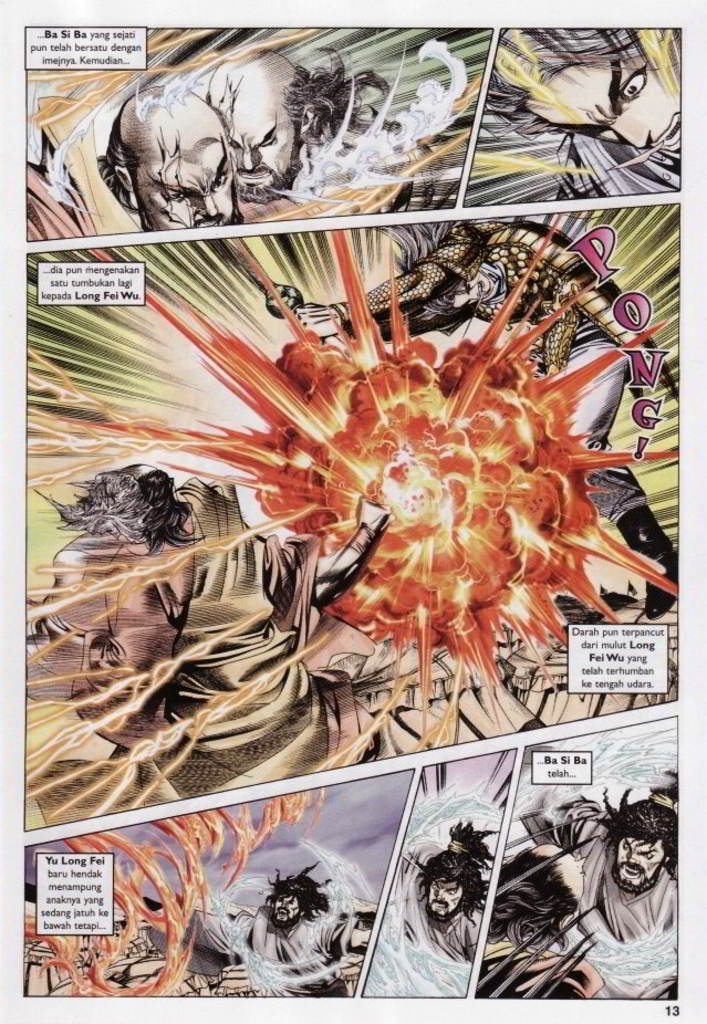 ...Ba Si Ba yang sejati
pun telah bersatu dengan
imejnya. Kemudian...
...dia pun mengenakan
satu tumbukan lagi
kepada Long Fei Wu.
PONG!
Darah pun terpancut
dari mulut Long
Fei Wu yang
telah terhumban
ke tengah udara.
Yu Long Fei
baru hendak
menampung
anaknya yang
sedang jatuh ke
bawah tetapi...
...Ba Si Ba
telah...
13